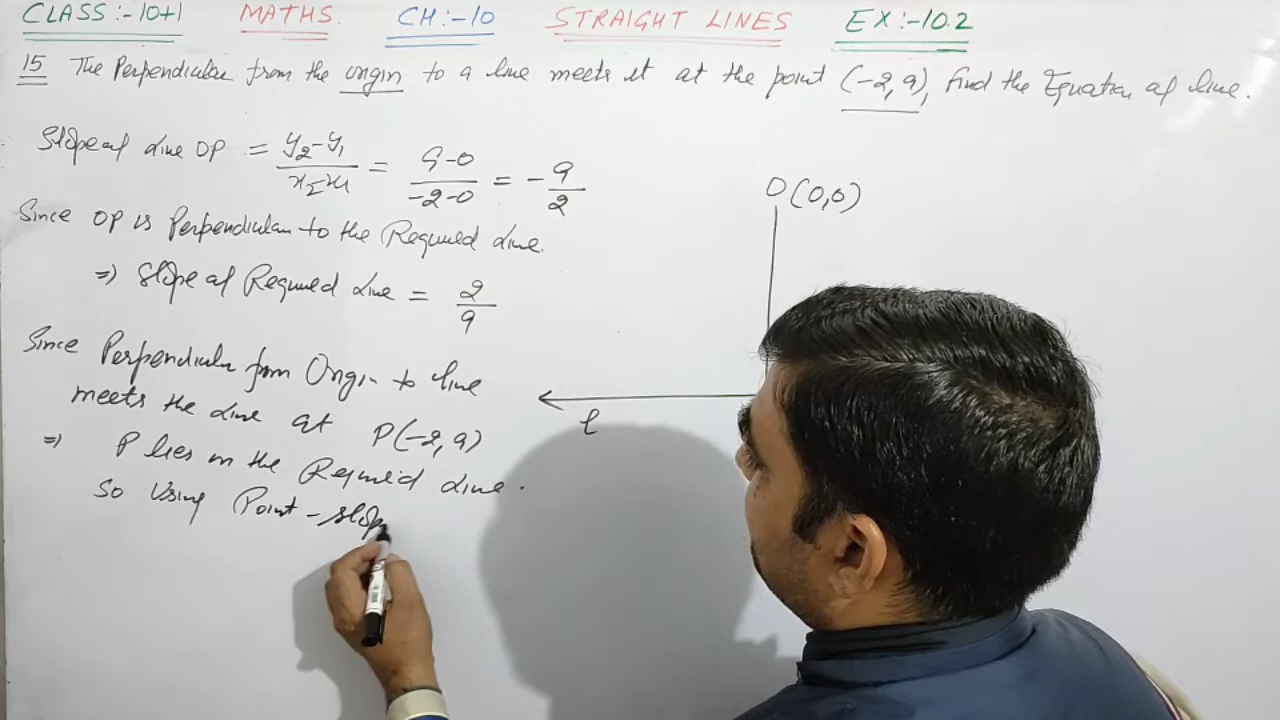 CLASS:-10+1 MATHS. CH:-10 STRAIGHT LINES EX:-10.2
15 The Perpendicular from the origin to a line meets it at the point (-2, 9), find the Equation of line.
Slope of Line OP = y2-y1 / x2-x1 = 9-0 / -2-0 = -9/2
O(0,0)
Since OP is Perpendicular to the Required Line.
=> Slope of Required Line = 2/9
Since Perpendicular from Origin to line
meets the Line at P(-2, 9)
l
=> P lies on the Required Line.
So Using Point - slop